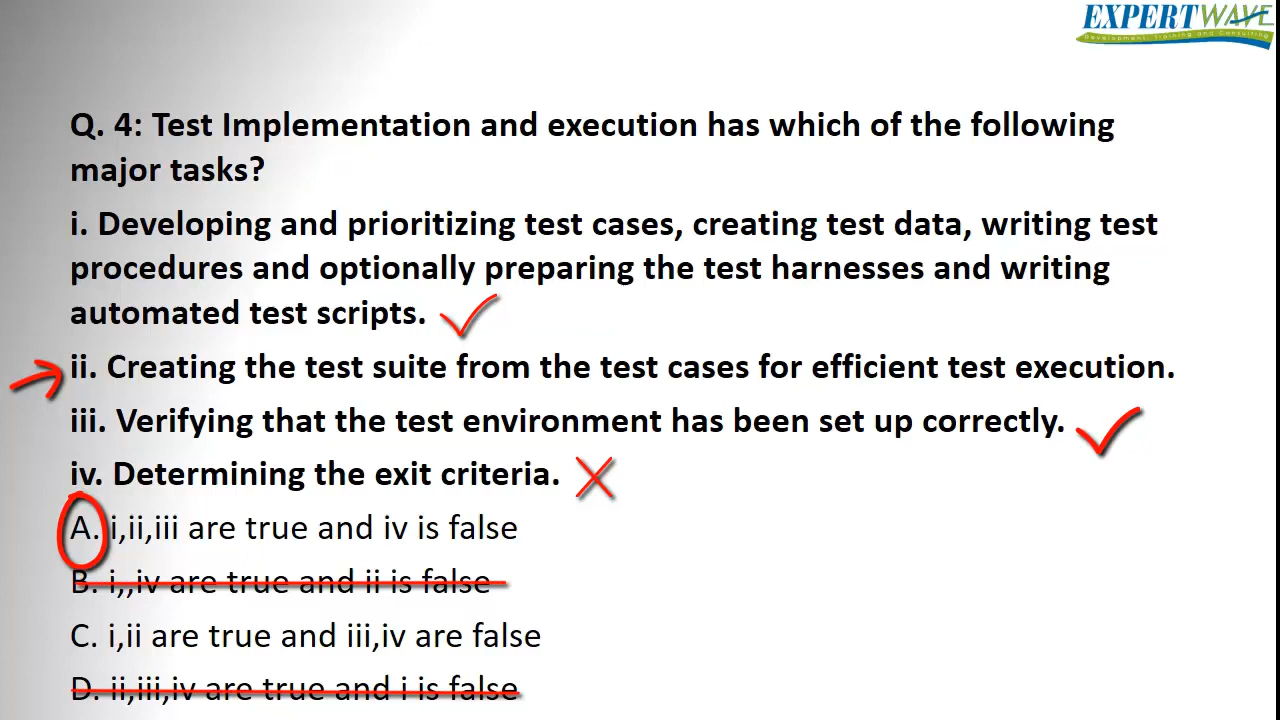 EXPERTWAVE
Development, Training and Consulting
Q. 4: Test Implementation and execution has which of the following
major tasks?
i. Developing and prioritizing test cases, creating test data, writing test
procedures and optionally preparing the test harnesses and writing
automated test scripts.
ii. Creating the test suite from the test cases for efficient test execution.
iii. Verifying that the test environment has been set up correctly.
iv. Determining the exit criteria.
A. i,ii,iii are true and iv is false
B. i,,iv are true and ii is false
C. i,ii are true and iii,iv are false
D. ii,iii,iv are true and i is false